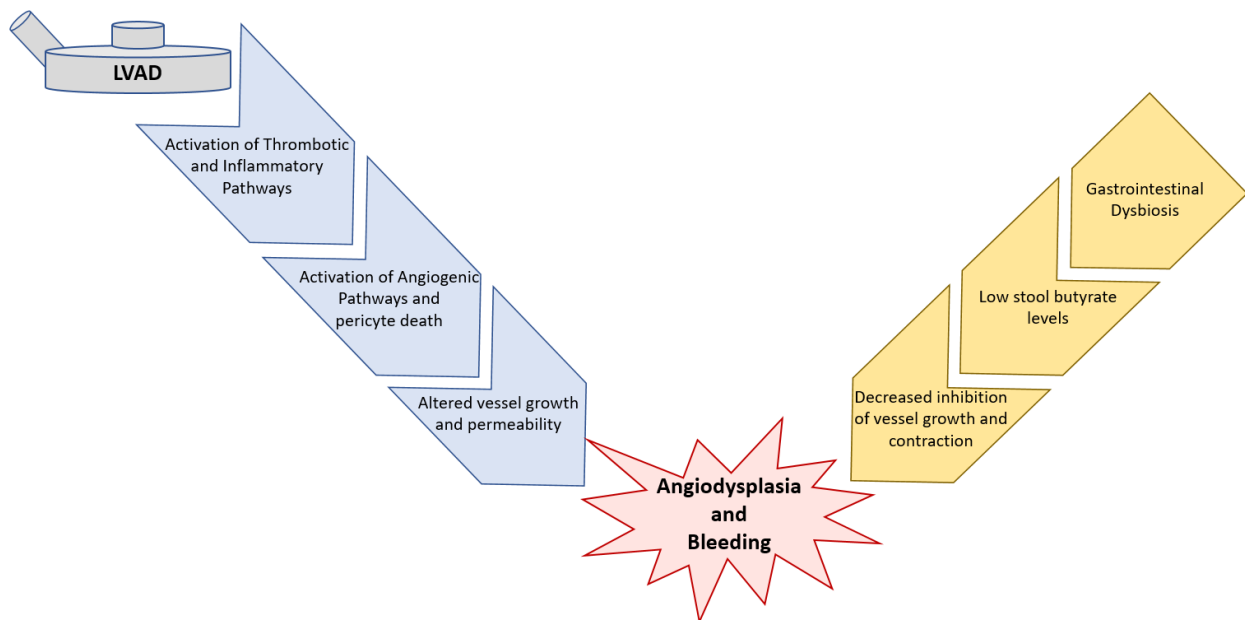 LVAD
Activation of Thrombotic
and Inflammatory
Pathways
Activation of Angiogenic
Pathways and
pericyte death
Altered vessel growth
and permeability
Gastrointestinal
Dysbiosis
Low stool butyrate
levels
Decreased inhibition
of vessel growth and
contraction
Angiodysplasia
and
Bleeding